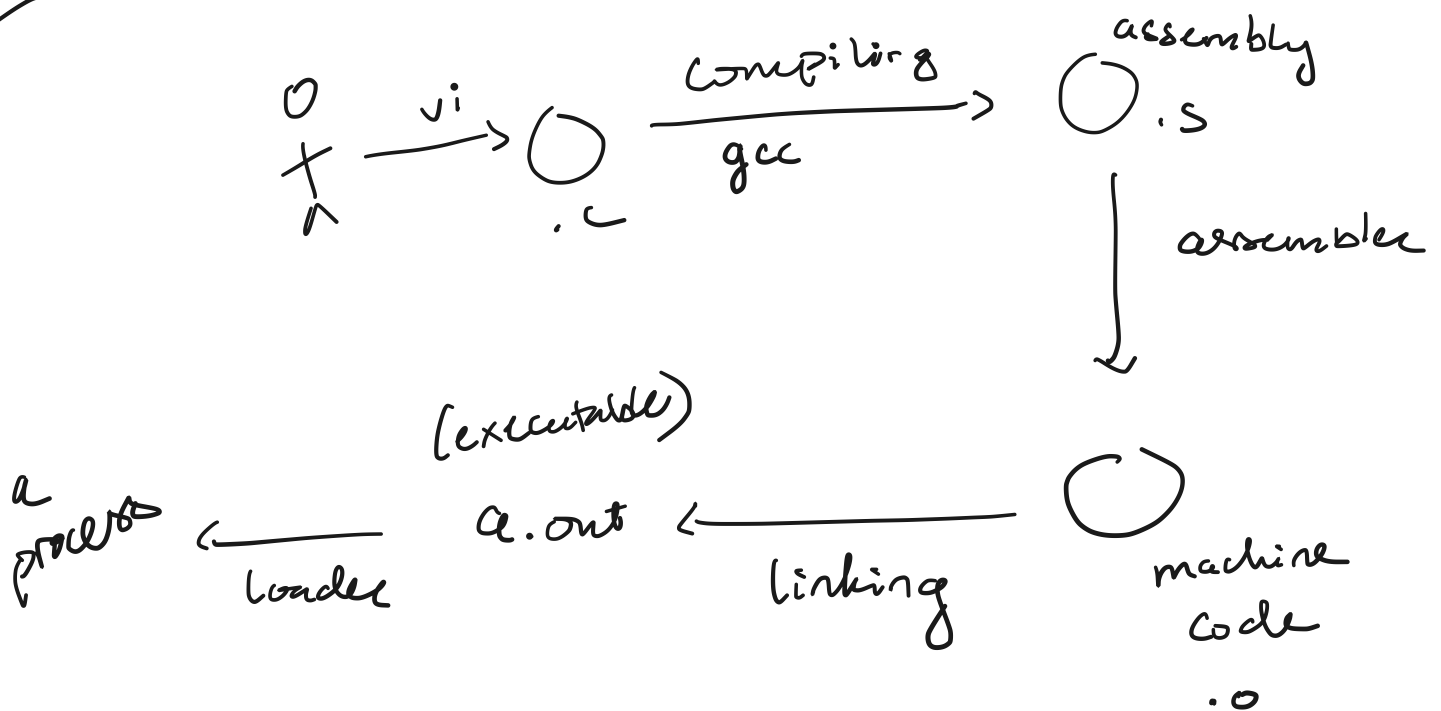 vi
.c
compiling
gcc
assembly
.s
assembler
machine
code
.o
linking
(executable)
a.out
loader
a
process